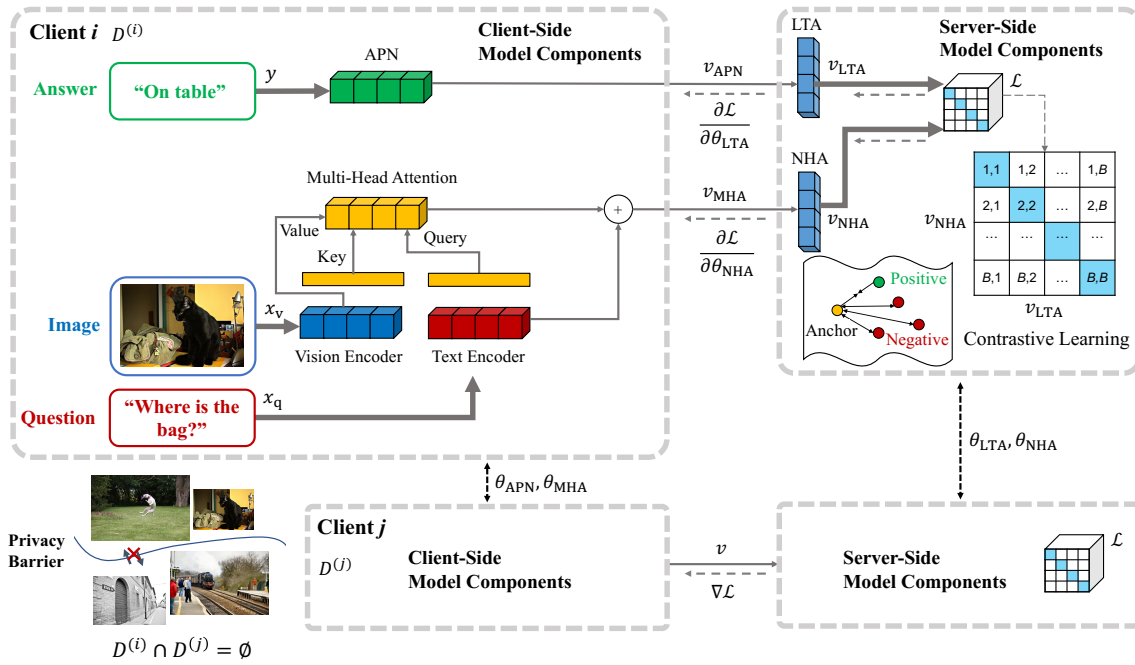 Client i D^(i)
Client-Side
Model Components
Answer
"On table"
y
APN
Multi-Head Attention
Value
Key
Query
+
Image
x_v
Vision Encoder
Text Encoder
Question
"Where is the
bag?"
x_q
v_APN
∂ℒ
∂θ_LTA
v_MHA
∂ℒ
∂θ_NHA
LTA
v_LTA
Server-Side
Model Components
ℒ
NHA
v_NHA
1,1 1,2 ... 1,B
2,1 2,2 ... 2,B
... ... ...
B,1 B,2 ... B,B
v_NHA
v_LTA
Contrastive Learning
Positive
Anchor
Negative
θ_APN, θ_MHA
θ_LTA, θ_NHA
Privacy
Barrier
D^(i) ∩ D^(j) = ∅
Client j
D^(j)
Client-Side
Model Components
v
∇ℒ
Server-Side
Model Components
ℒ